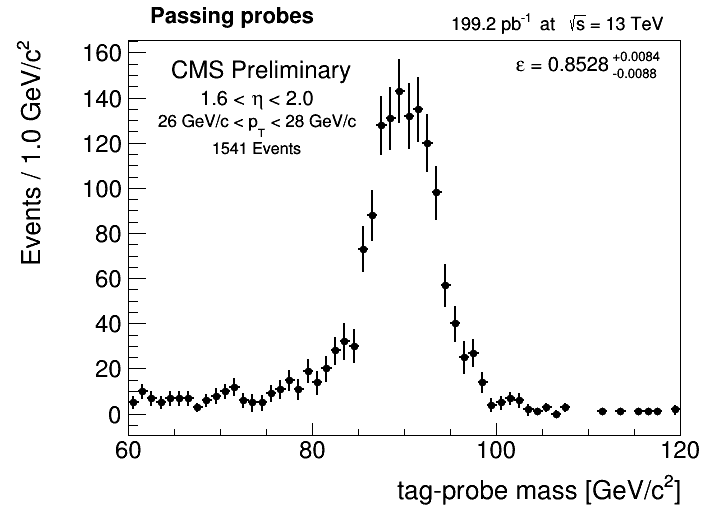 Passing probes
199.2 pb⁻¹ at √s = 13 TeV
CMS Preliminary
1.6 < η < 2.0
26 GeV/c < p_T < 28 GeV/c
1541 Events
ε = 0.8528 +0.0084 -0.0088
Events / 1.0 GeV/c²
160
140
120
100
80
60
40
20
0
60 80 100 120
tag-probe mass [GeV/c²]